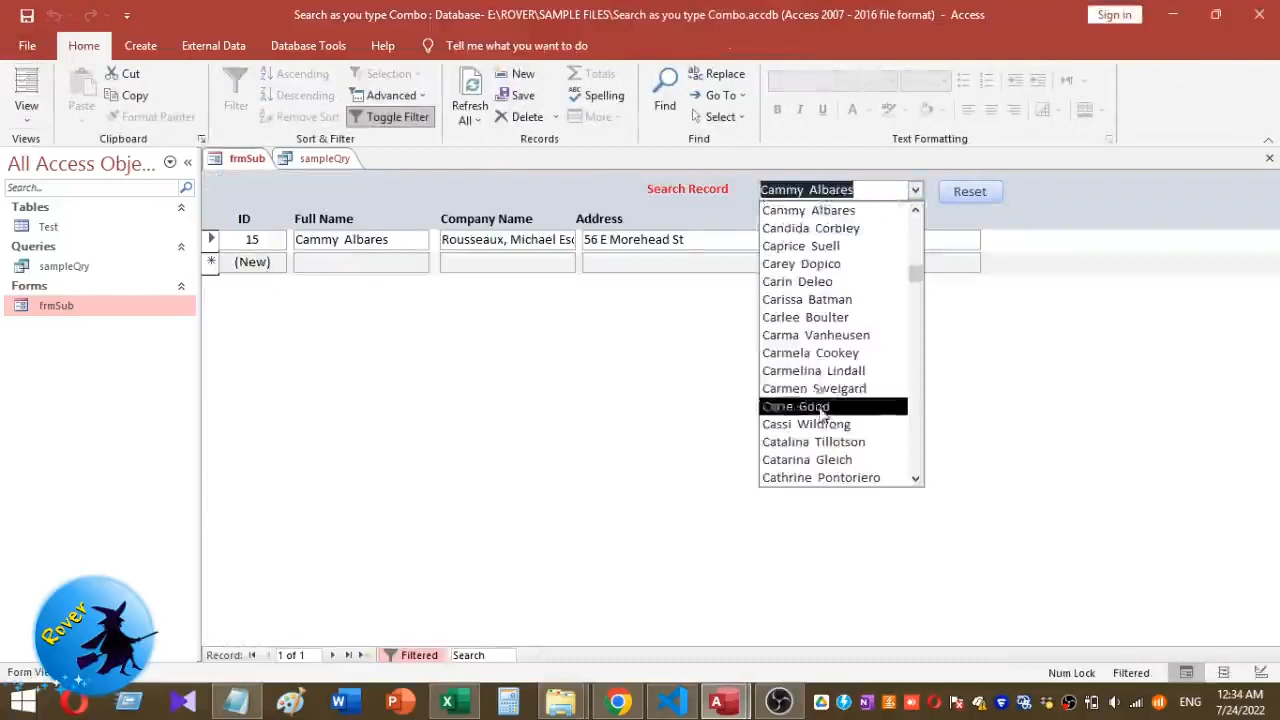 Search as you type Combo : Database- E:\ROVER\SAMPLE FILES\Search as you type Combo.accdb (Access 2007 - 2016 file format) - Access
Sign in
File Home Create External Data Database Tools Help Tell me what you want to do
View
Views
Paste
Cut
Copy
Format Painter
Clipboard
Filter
Ascending
Descending
Remove Sort
Selection
Advanced
Toggle Filter
Sort & Filter
Refresh
All
New
Save
Delete
Totals
Spelling
More
Records
Find
Replace
Go To
Select
Find
B I U A
Text Formatting
All Access Obje...
Search...
Tables
Test
Queries
sampleQry
Forms
frmSub
frmSub sampleQry
Search Record Cammy Albares Reset
ID Full Name Company Name Address
15 Cammy Albares Rousseaux, Michael Esq 56 E Morehead St
(New)
Cammy Albares
Candida Corbley
Caprice Suell
Carey Dopico
Carin Deleo
Carissa Batman
Carlee Boulter
Carma Vanheusen
Carmela Cookey
Carmelina Lindall
Carmen Sweigard
Cassi Wildfong
Catalina Tillotson
Catarina Gleich
Cathrine Pontoriero
Record: 1 of 1 Filtered Search
Form Vie
Num Lock Filtered
Rover
ENG
12:34 AM
7/24/2022